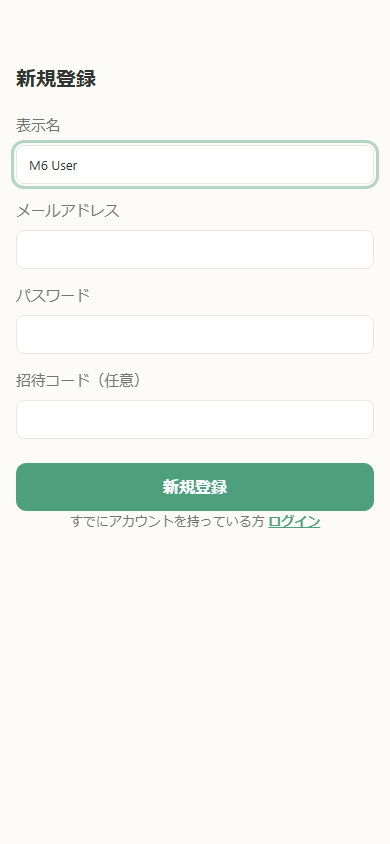 新規登録
表示名
M6 User
メールアドレス
パスワード
招待コード（任意）
新規登録
すでにアカウントを持っている方 ログイン